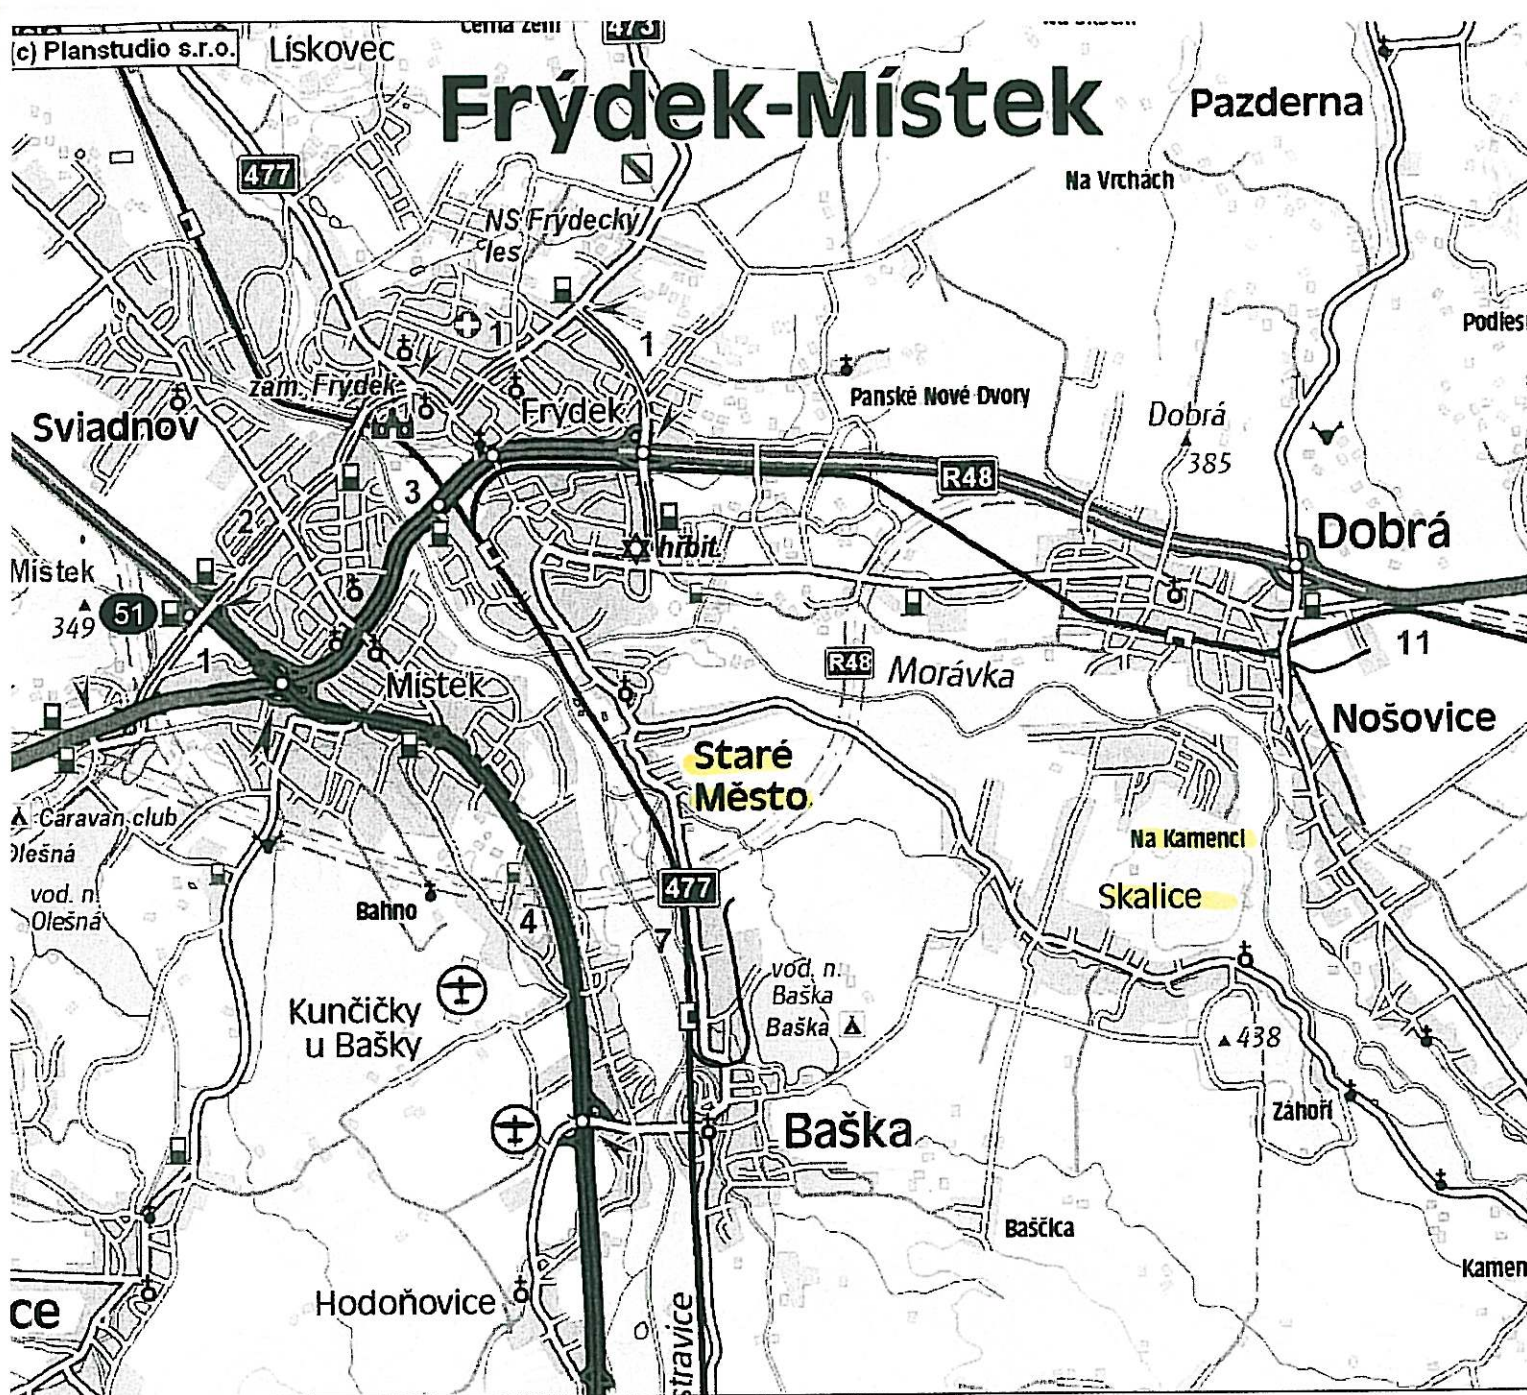 (c) Planstudio s.r.o.
Lískovec
473
Frýdek-Místek
Pazderna
477
Na Vrchách
NS Frýdecký
les
Podles
1
1
zám. Frýdek
Frýdek
Panské Nové Dvory
Dobrá
385
Sviadnov
R48
3
2
Dobrá
hřbit.
Místek
349
51
11
1
R48
Morávka
Místek
Nošovice
Staré
Město
Caravan club
Olešná
Na Kamenci
vod. n.
Olešná
Bahno
477
Skalice
4
7
vod. n.
Baška
Baška
Kunčičky
u Bašky
438
Záhoří
Baška
Baščica
Kamen
Hodoňovice
ce
stravice